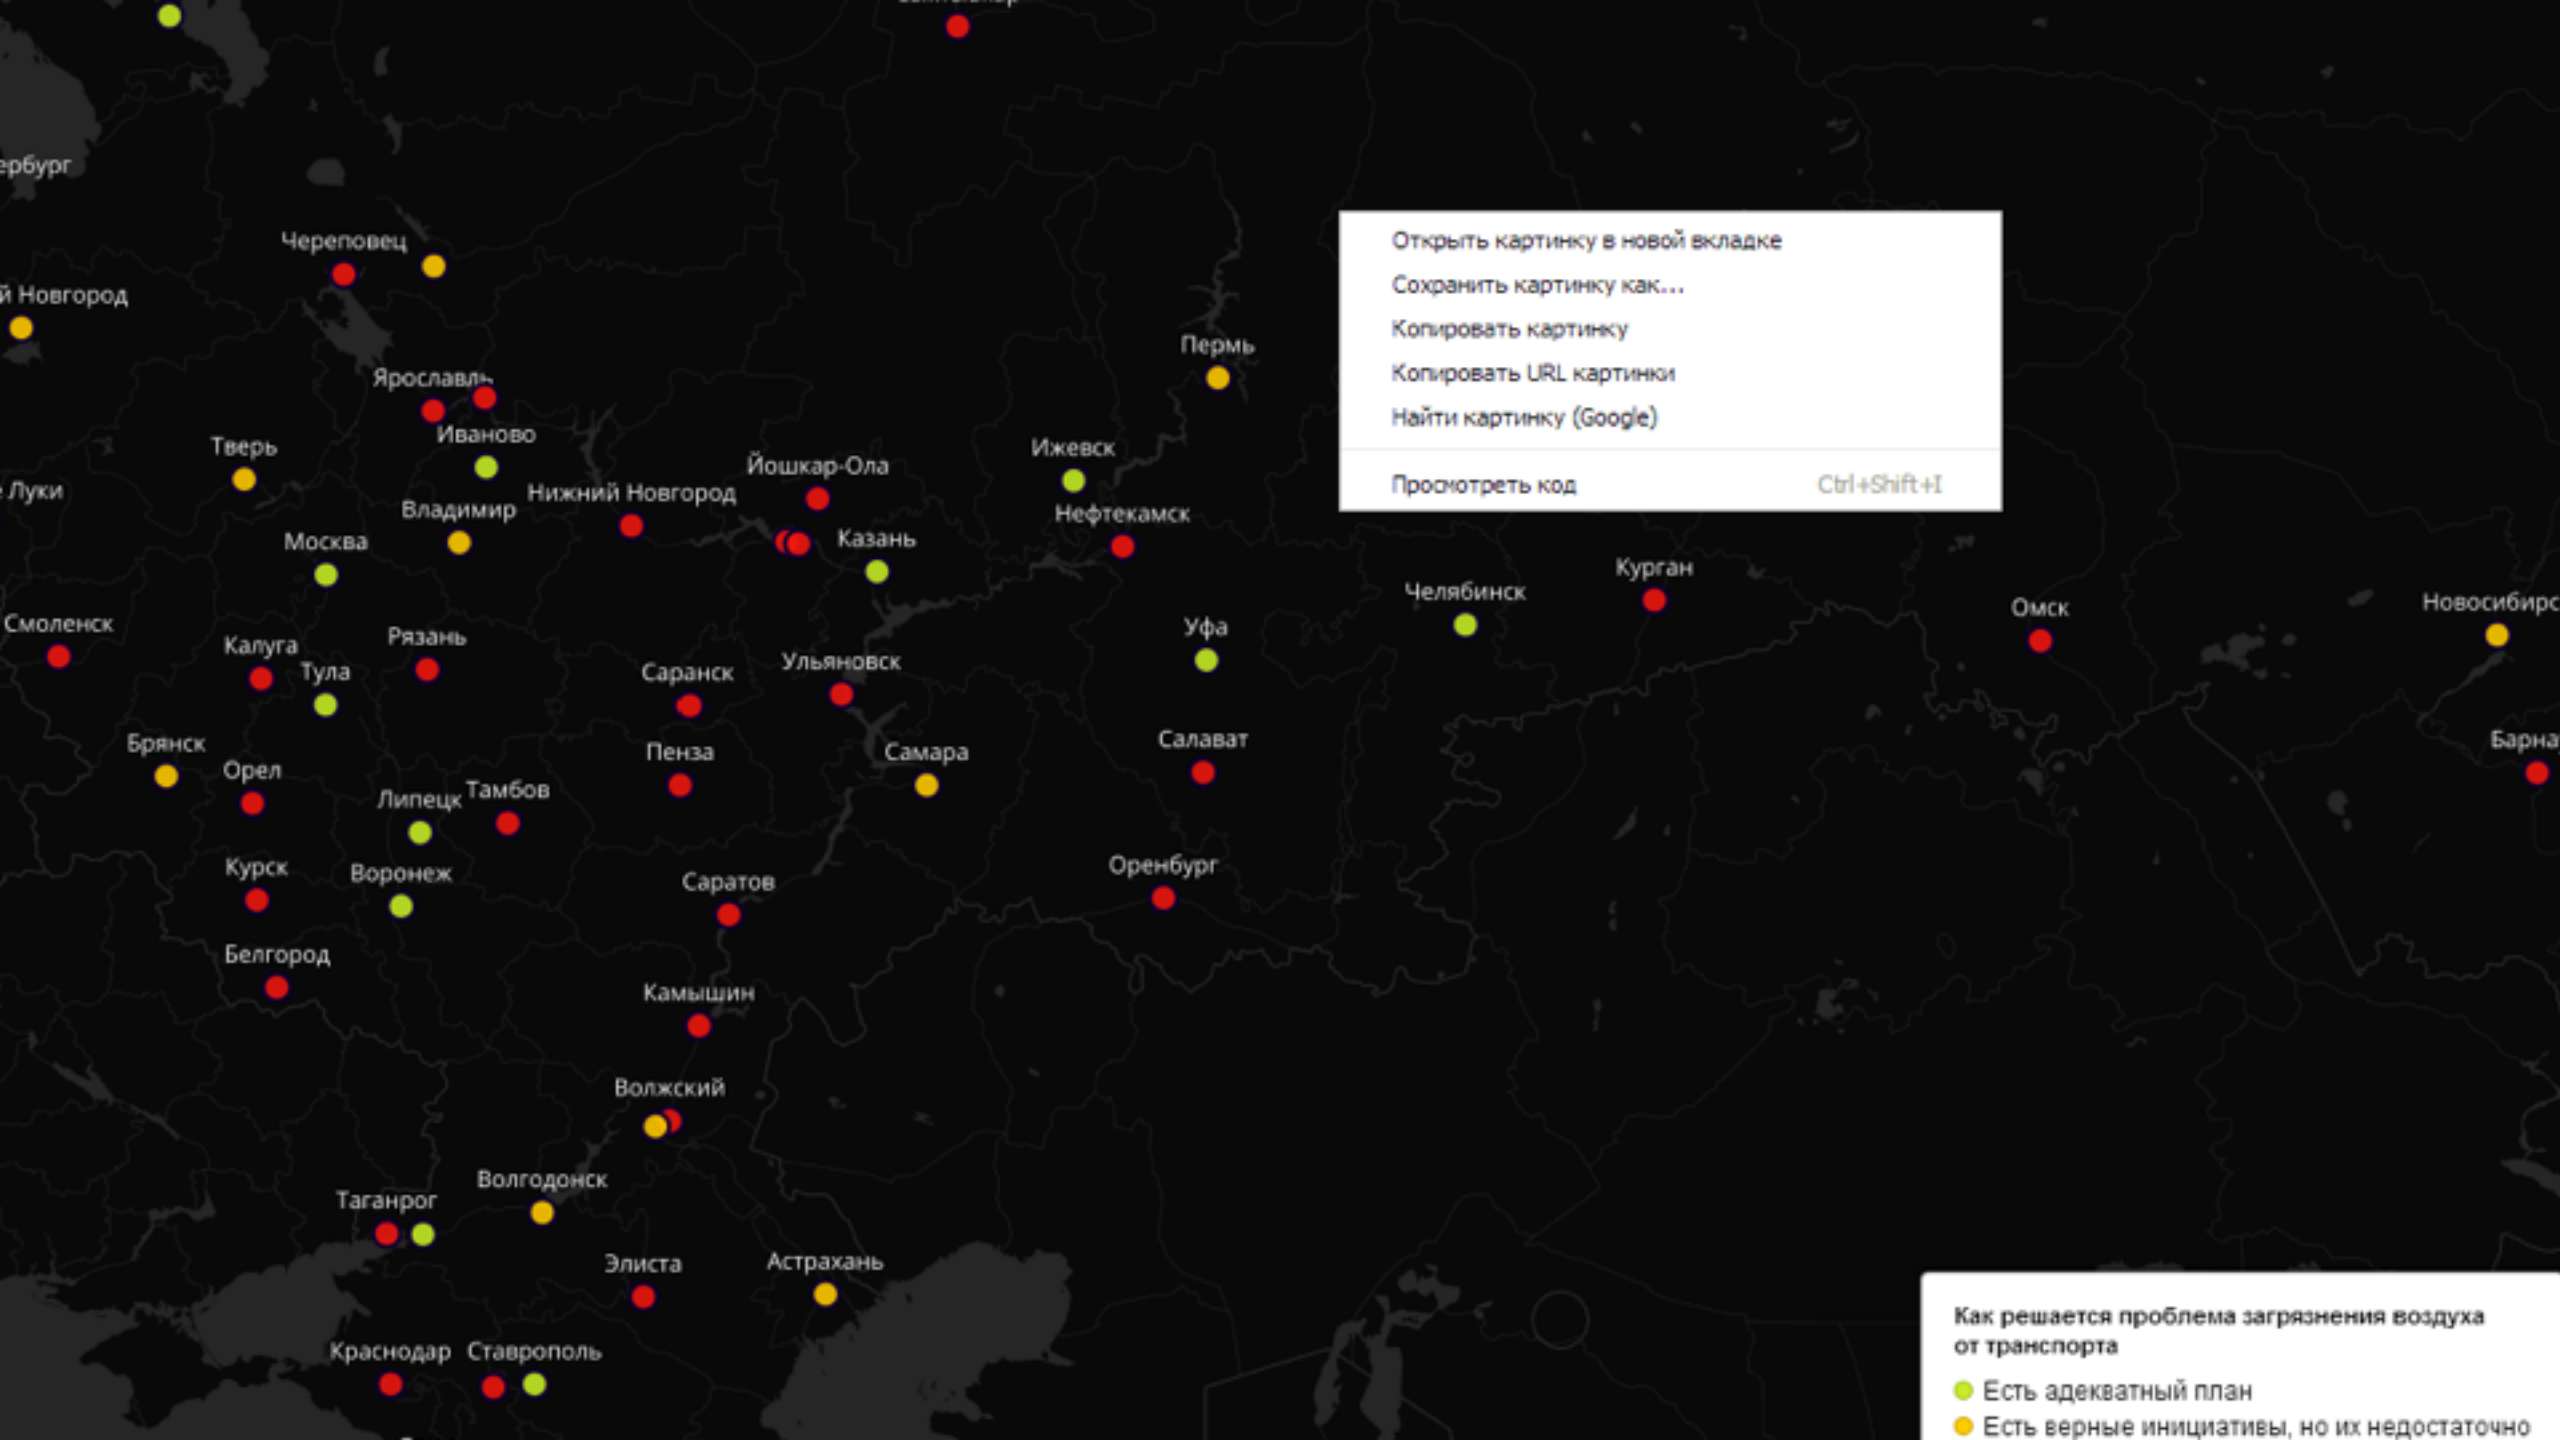 ербург
Череповец
й Новгород
Пермь
Ярославль
Иваново
Тверь
Йошкар-Ола
Ижевск
Луки
Нижний Новгород
Владимир
Нефтекамск
Москва
Казань
Открыть картинку в новой вкладке
Сохранить картинку как...
Копировать картинку
Копировать URL картинки
Найти картинку (Google)
Просмотреть код Ctrl+Shift+I
Курган
Челябинск
Новосибирс
Омск
Смоленск
Уфа
Рязань
Калуга
Ульяновск
Тула
Саранск
Салават
Барна
Брянск
Пенза
Самара
Орел
Тамбов
Липецк
Оренбург
Курск
Воронеж
Саратов
Белгород
Камышин
Волжский
Волгодонск
Таганрог
Элиста
Астрахань
Краснодар
Ставрополь
Как решается проблема загрязнения воздуха
от транспорта
Есть адекватный план
Есть верные инициативы, но их недостаточно